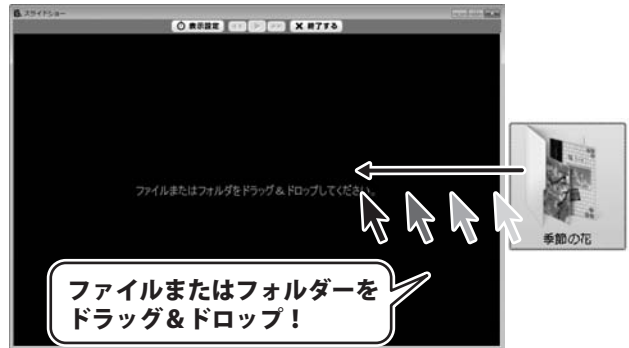 スライドショー
表示設定
終了する
ファイルまたはフォルダをドラッグ＆ドロップしてください。
季節の花
ファイルまたはフォルダーを
ドラッグ＆ドロップ！